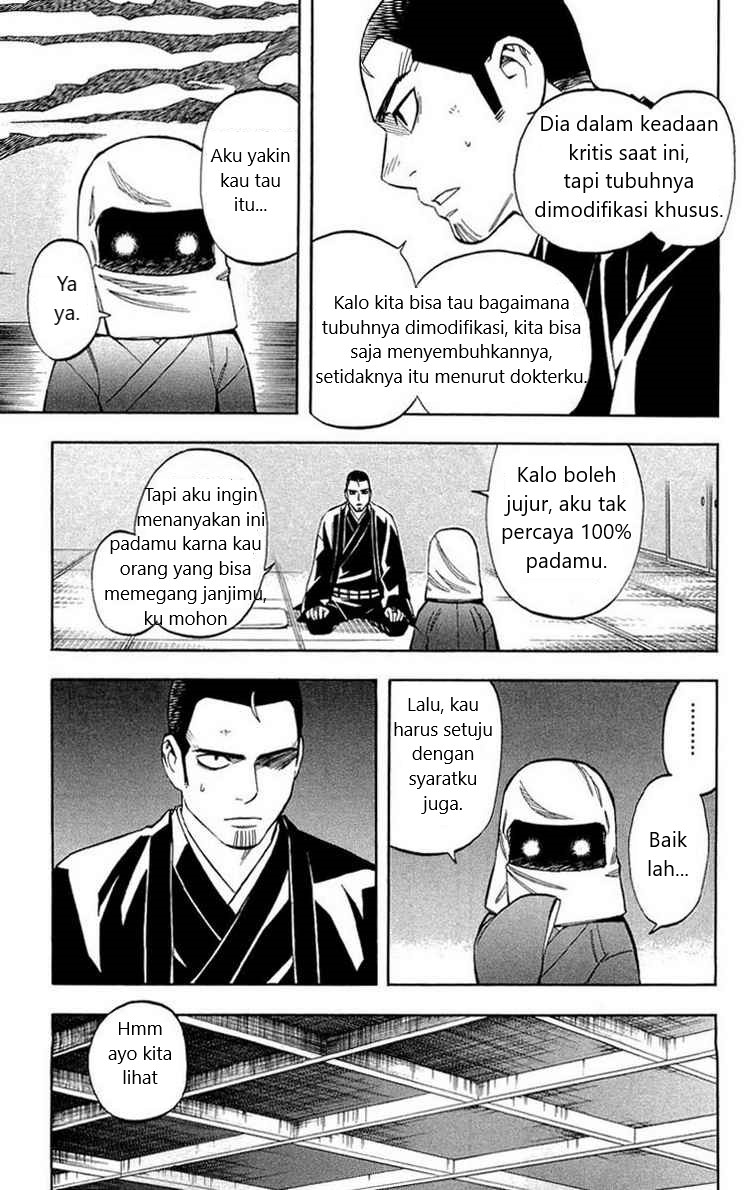 Dia dalam keadaan
kritis saat ini,
tapi tubuhnya
dimodifikasi khusus.
Kalo kita bisa tau bagaimana
tubuhnya dimodifikasi, kita bisa
saja menyembuhkannya,
setidaknya itu menurut dokterku.
Aku yakin
kau tau
itu...
Ya
ya.
Kalo boleh
jujur, aku tak
percaya 100%
padamu.
Tapi aku ingin
menanyakan ini
padamu karna kau
orang yang bisa
memegang janjimu,
ku mohon
.........
Baik
lah...
Lalu, kau
harus setuju
dengan
syaratku
juga.
Hmm
ayo kita
lihat